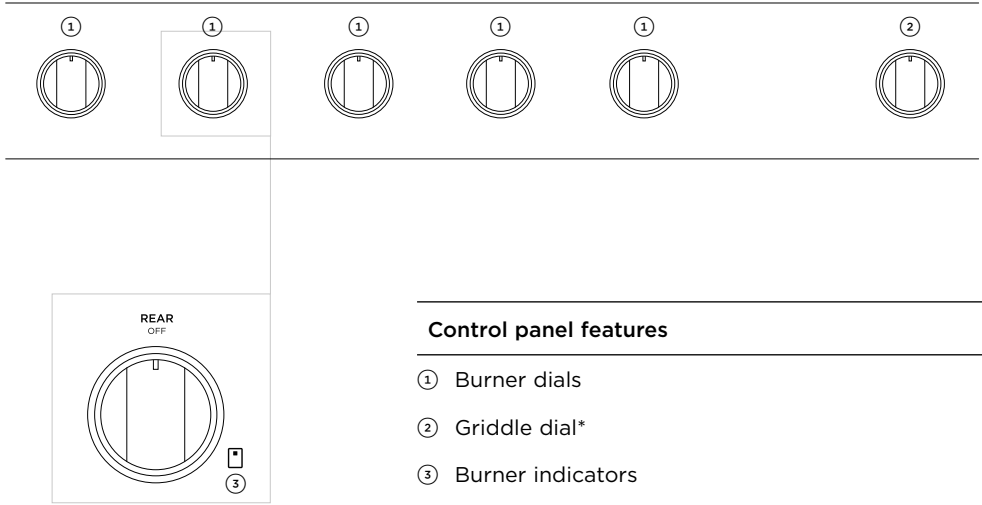 ① ① ① ① ① ②
REAR
OFF
③
Control panel features
① Burner dials
② Griddle dial*
③ Burner indicators